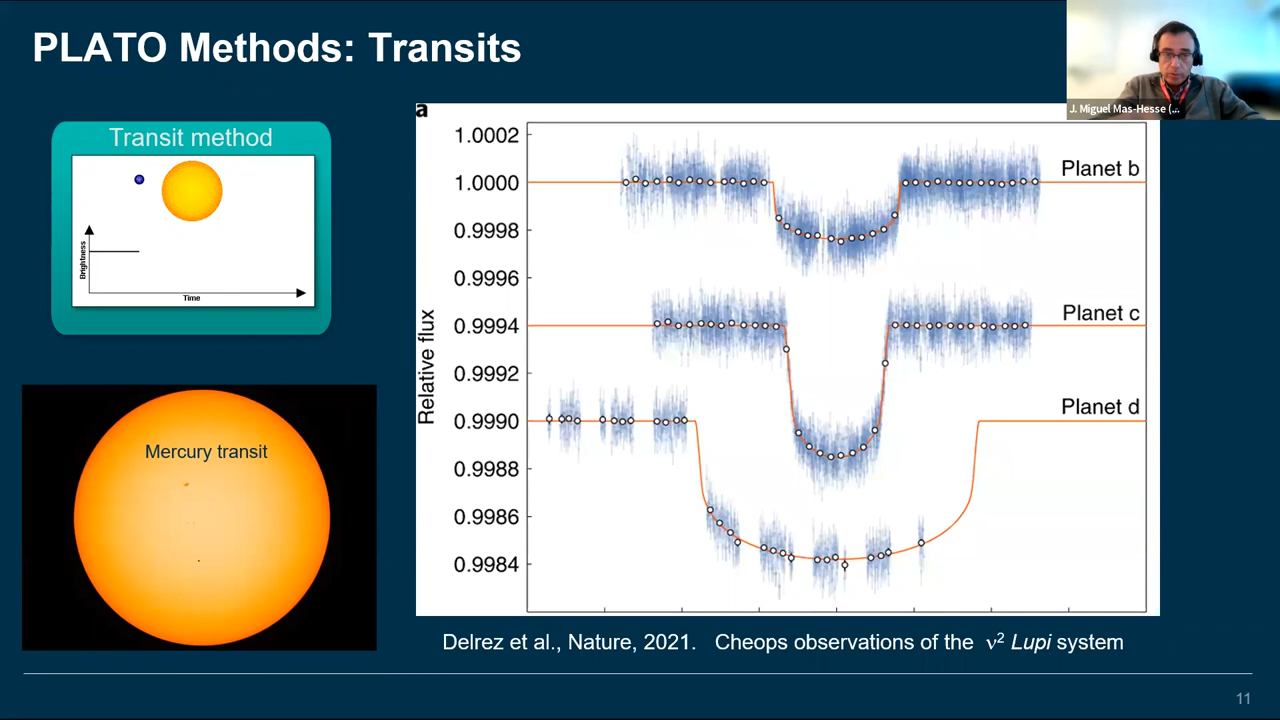 PLATO Methods: Transits
J. Miguel Mas-Hesse (...
Transit method
Brightness
Time
Mercury transit
a
Relative flux
1.0002
1.0000
0.9998
0.9996
0.9994
0.9992
0.9990
0.9988
0.9986
0.9984
Planet b
Planet c
Planet d
Delrez et al., Nature, 2021. Cheops observations of the ν² Lupi system
11